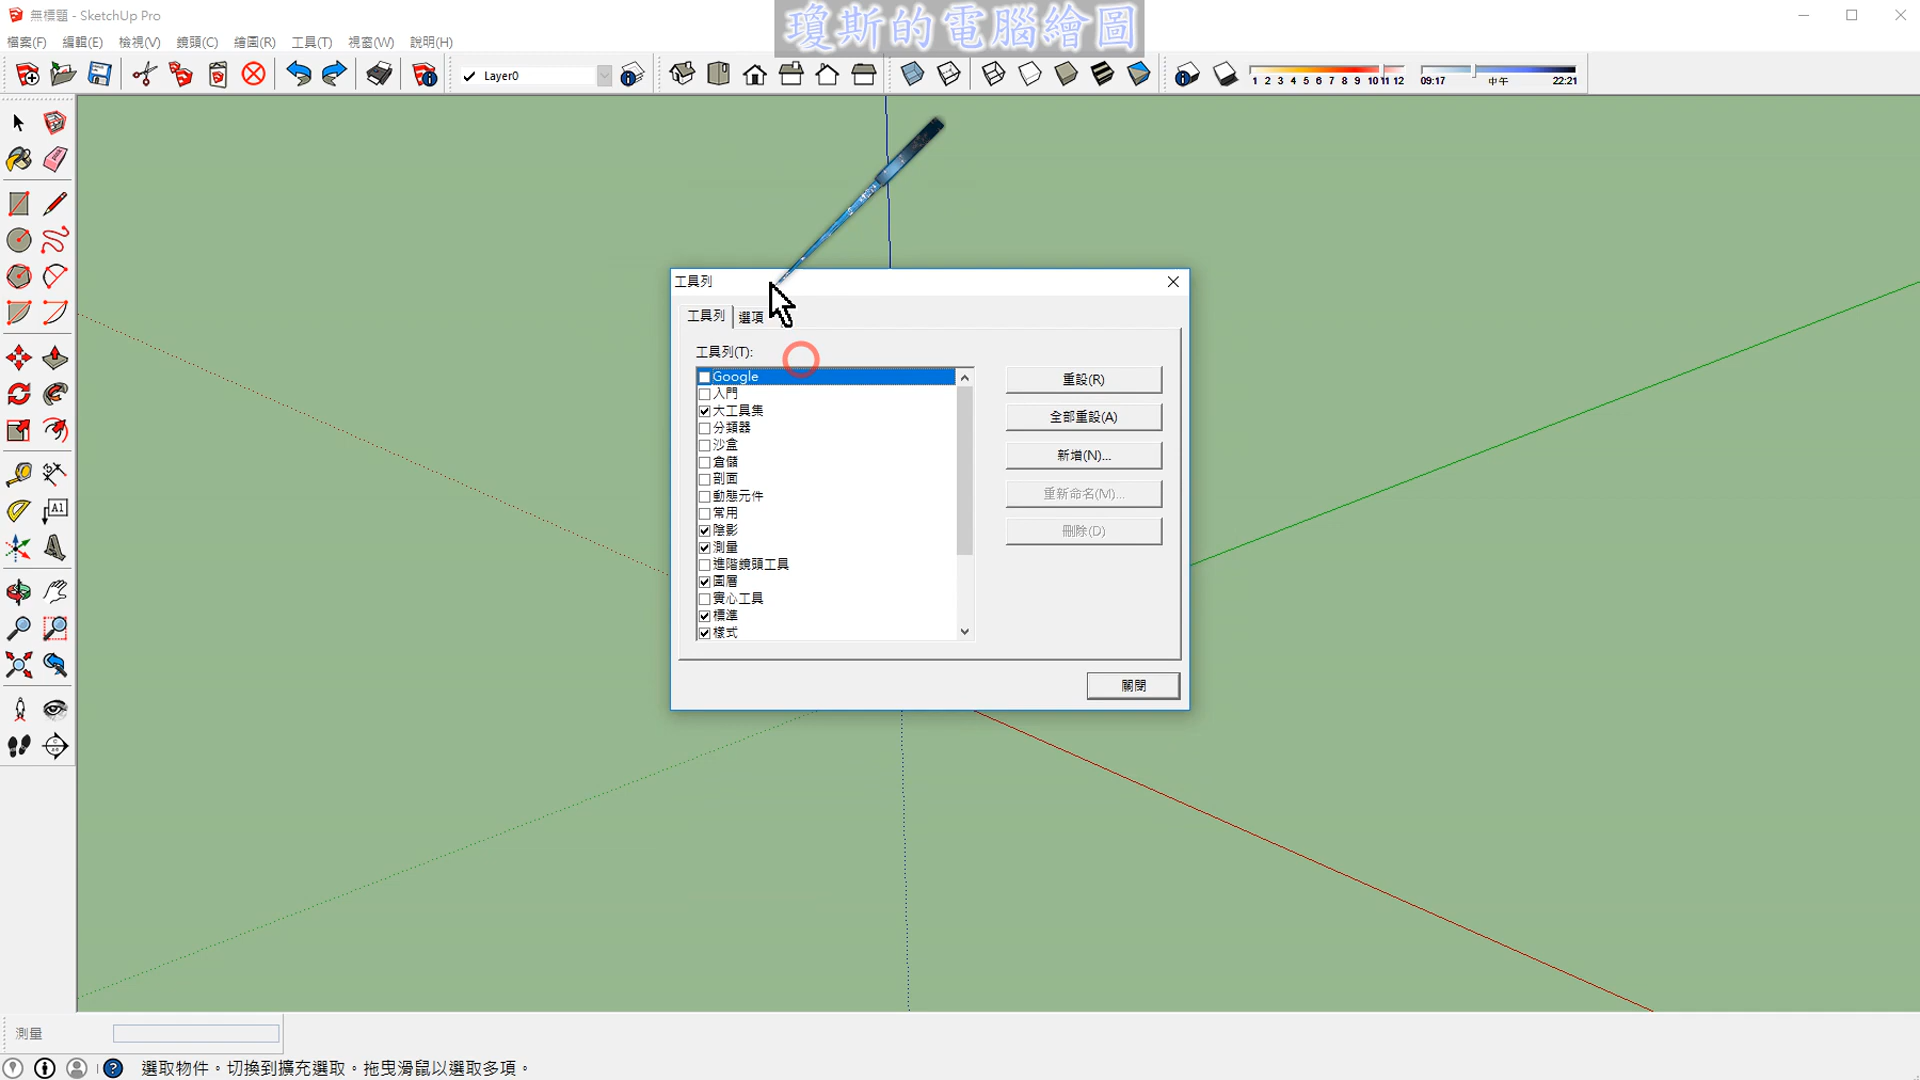 無標題 - SketchUp Pro
瓊斯的電腦繪圖
檔案(F) 編輯(E) 檢視(V) 鏡頭(C) 繪圖(R) 工具(T) 視窗(W) 說明(H)
Layer0
1 2 3 4 5 6 7 8 9 10 11 12
09:17 中午 22:21
工具列
工具列 選項
工具列(T):
Google
入門
大工具集
分類器
沙盒
倉儲
剖面
動態元件
常用
陰影
測量
進階鏡頭工具
圖層
實心工具
標準
樣式
重設(R)
全部重設(A)
新增(N)...
重新命名(M)...
刪除(D)
關閉
A1
測量
選取物件。切換到擴充選取。拖曳滑鼠以選取多項。